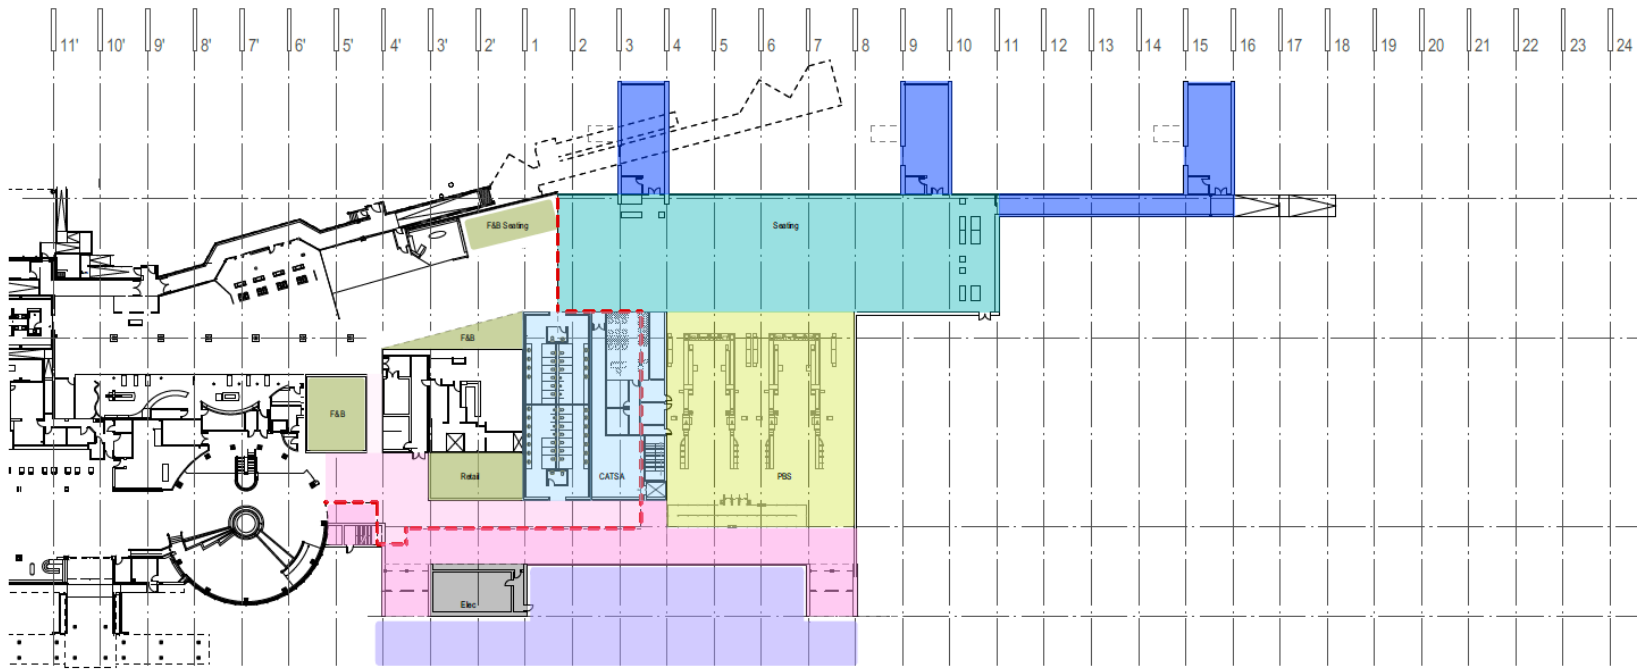 11' 10' 9' 8' 7' 6' 5' 4' 3' 2' 1 2 3 4 5 6 7 8 9 10 11 12 13 14 15 16 17 18 19 20 21 22 23 24
F&B Seating
Seating
F&B
F&B
Retail
CATSA
PBS
Elec